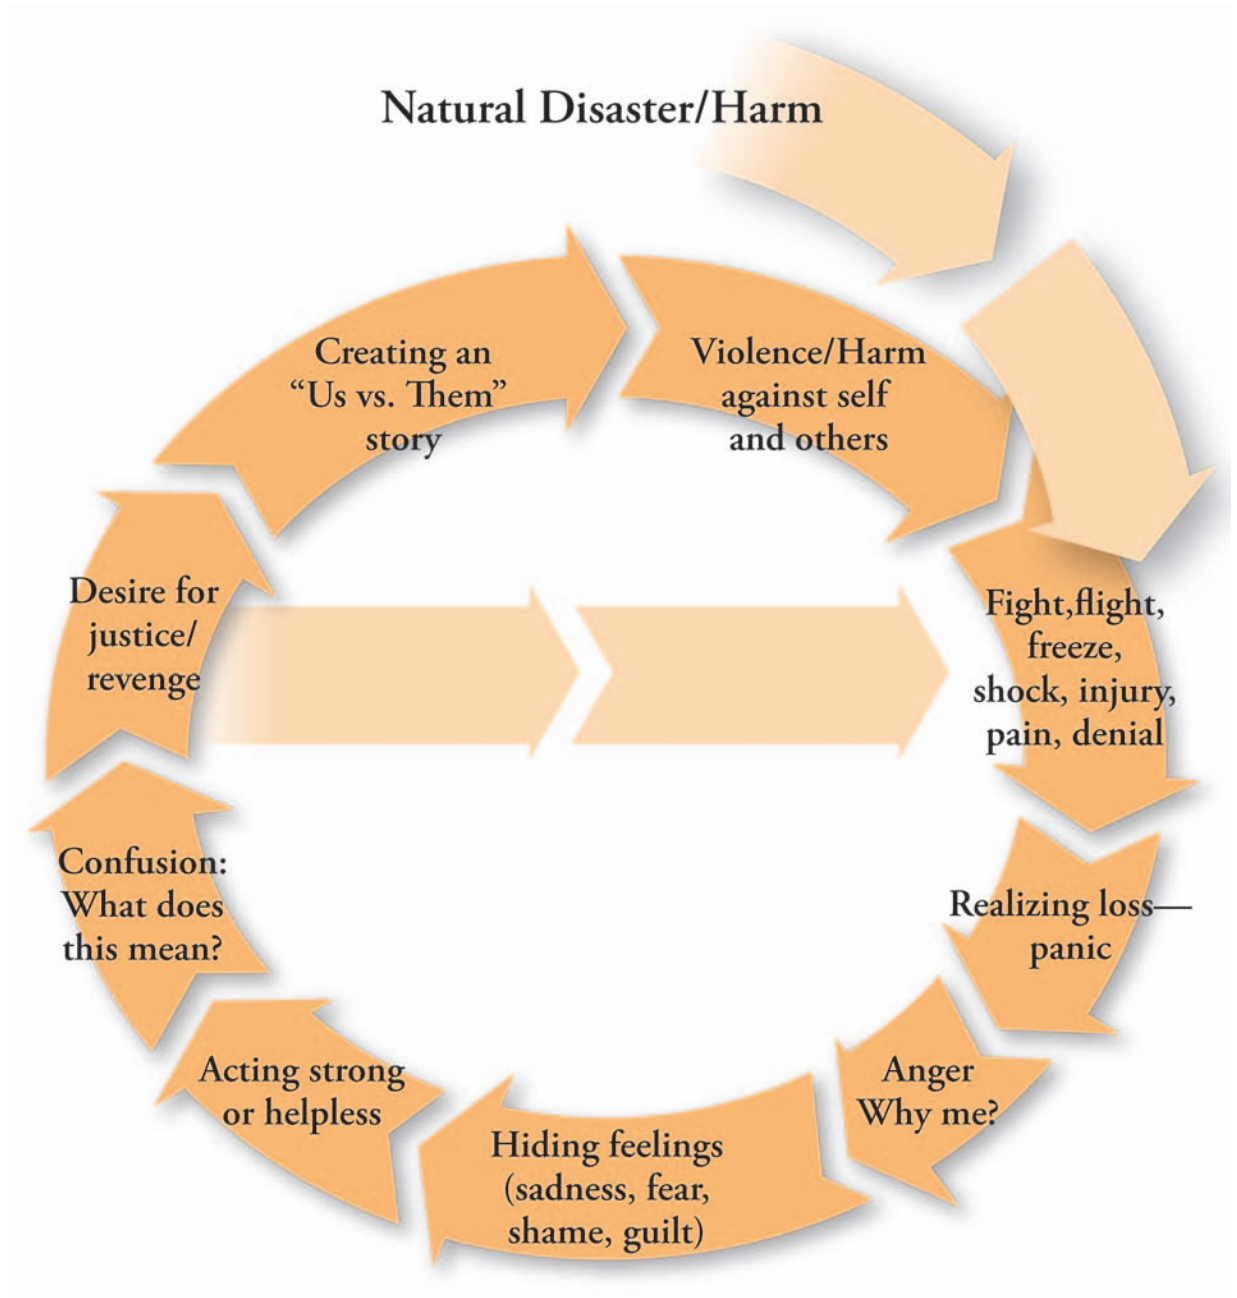 Natural Disaster/Harm
Creating an
“Us vs. Them”
story
Violence/Harm
against self
and others
Fight,flight,
freeze,
shock, injury,
pain, denial
Realizing loss—
panic
Anger
Why me?
Hiding feelings
(sadness, fear,
shame, guilt)
Acting strong
or helpless
Confusion:
What does
this mean?
Desire for
justice/
revenge